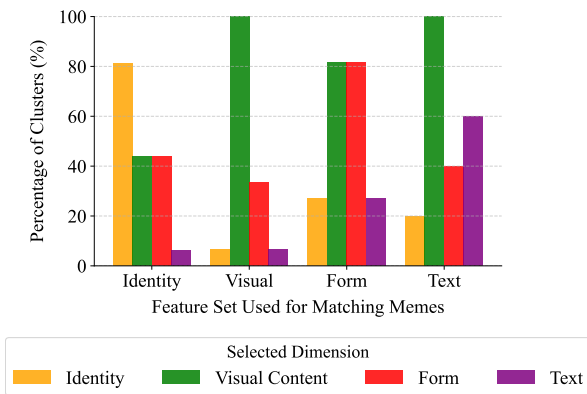 Percentage of Clusters (%)
100
80
60
40
20
0
Identity Visual Form Text
Feature Set Used for Matching Memes
Selected Dimension
Identity Visual Content Form Text